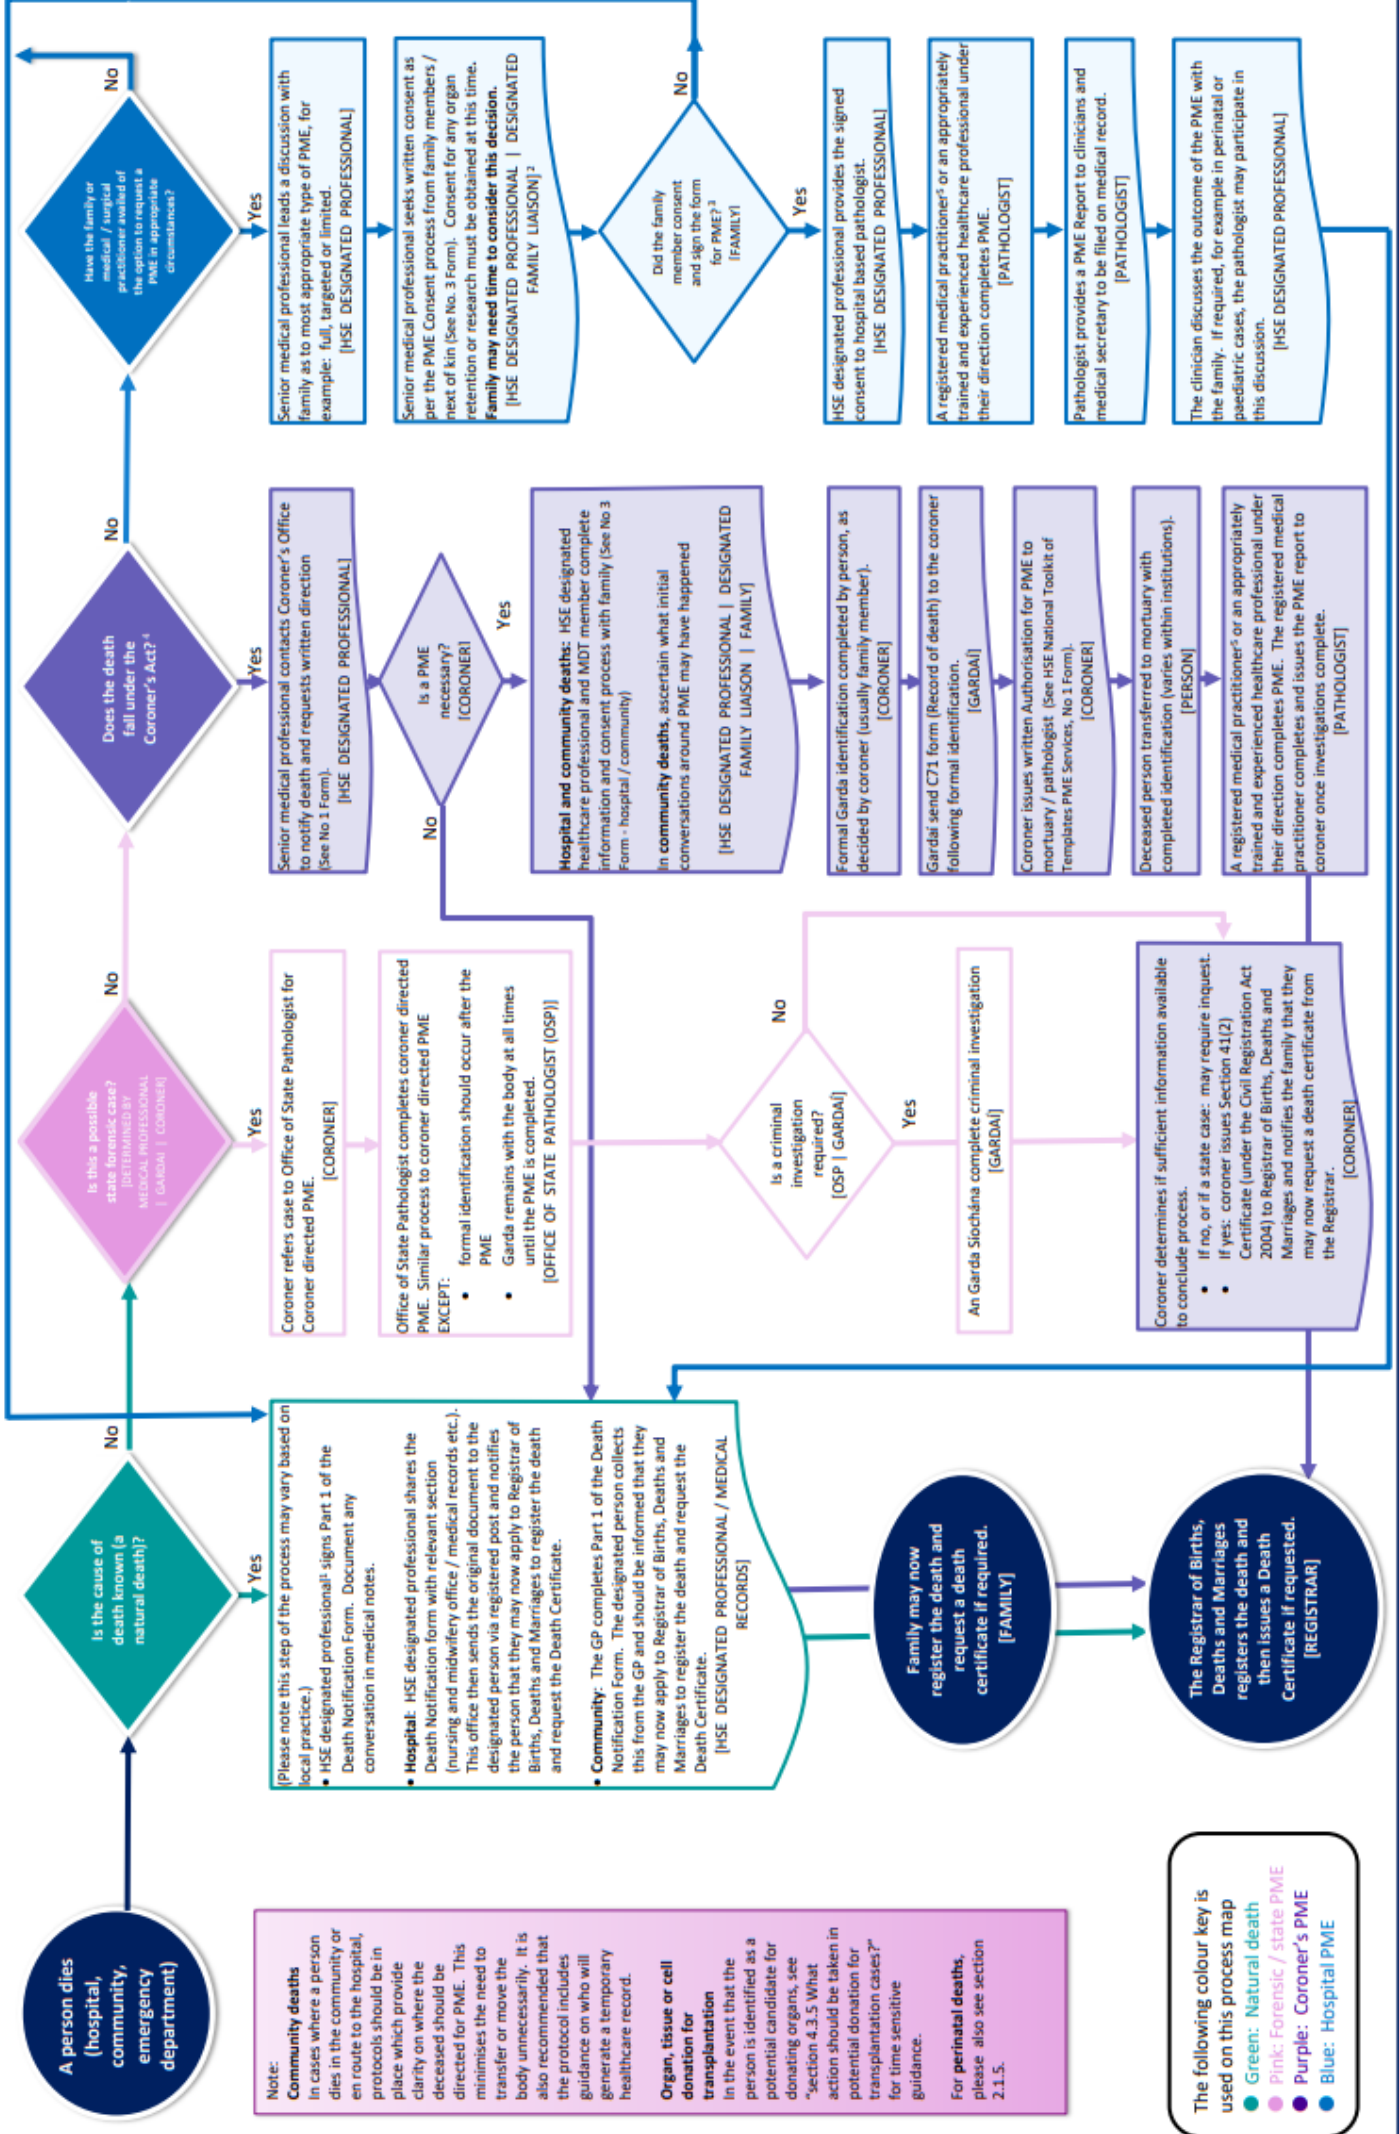 A person dies
(hospital,
community,
emergency
department)
Is the cause of
death known (a
natural death)?
No
Yes
Is this a possible
state forensic case?
[DETERMINED BY
MEDICAL PROFESSIONAL
| GARDAI | CORONER]
No
Yes
Does the death
fall under the
Coroner's Act? ⁴
No
Yes
Have the family or
medical / surgical
practitioner availed of
the option to request a
PME in appropriate
circumstances?
No
Yes
Note:
Community deaths
In cases where a person
dies in the community or
en route to the hospital,
protocols should be in
place which provide
clarity on where the
deceased should be
directed for PME. This
minimises the need to
transfer or move the
body unnecessarily. It is
also recommended that
the protocol includes
guidance on who will
generate a temporary
healthcare record.
Organ, tissue or cell
donation for
transplantation
In the event that the
person is identified as a
potential candidate for
donating organs, see
"section 4.3.5 What
action should be taken in
potential donation for
transplantation cases?"
for time sensitive
guidance.
For perinatal deaths,
please also see section
2.1.5.
The following colour key is
used on this process map
● Green: Natural death
● Pink: Forensic / state PME
● Purple: Coroner's PME
● Blue: Hospital PME
(Please note this step of the process may vary based on
local practice.)
• HSE designated professional¹ signs Part 1 of the
Death Notification Form. Document any
conversation in medical notes.
• Hospital: HSE designated professional shares the
Death Notification form with relevant section
(nursing and midwifery office / medical records etc.).
This office then sends the original document to the
designated person via registered post and notifies
the person that they may now apply to Registrar of
Births, Deaths and Marriages to register the death
and request the Death Certificate.
• Community: The GP completes Part 1 of the Death
Notification Form. The designated person collects
this from the GP and should be informed that they
may now apply to Registrar of Births, Deaths and
Marriages to register the death and request the
Death Certificate.
[HSE DESIGNATED PROFESSIONAL / MEDICAL
RECORDS]
Family may now
register the death and
request a death
certificate if required.
[FAMILY]
The Registrar of Births,
Deaths and Marriages
registers the death and
then issues a Death
Certificate if requested.
[REGISTRAR]
Coroner refers case to Office of State Pathologist for
Coroner directed PME.
[CORONER]
Office of State Pathologist completes coroner directed
PME. Similar process to coroner directed PME
EXCEPT:
• formal identification should occur after the
PME
• Garda remains with the body at all times
until the PME is completed.
[OFFICE OF STATE PATHOLOGIST (OSP)]
Is a criminal
investigation
required?
[OSP | GARDAÍ]
No
Yes
An Garda Síochána complete criminal investigation
[GARDAÍ]
Coroner determines if sufficient information available
to conclude process.
• If no, or if a state case: may require inquest.
• If yes: coroner issues Section 41(2)
Certificate (under the Civil Registration Act
2004) to Registrar of Births, Deaths and
Marriages and notifies the family that they
may now request a death certificate from
the Registrar.
[CORONER]
Senior medical professional contacts Coroner's Office
to notify death and requests written direction
(See No 1 Form).
[HSE DESIGNATED PROFESSIONAL]
Is a PME
necessary?
[CORONER]
No
Yes
Hospital and community deaths: HSE designated
healthcare professional and MDT member complete
information and consent process with family (See No 3
Form - hospital / community)
In community deaths, ascertain what initial
conversations around PME may have happened
[HSE DESIGNATED PROFESSIONAL | DESIGNATED
FAMILY LIAISON | FAMILY]
Formal Garda identification completed by person, as
decided by coroner (usually family member).
[CORONER]
Gardaí send C71 form (Record of death) to the coroner
following formal identification.
[GARDAÍ]
Coroner issues written Authorisation for PME to
mortuary / pathologist (See HSE National Toolkit of
Templates PME Services, No 1 Form).
[CORONER]
Deceased person transferred to mortuary with
completed identification (varies within institutions).
[PERSON]
A registered medical practitioner⁵ or an appropriately
trained and experienced healthcare professional under
their direction completes PME. The registered medical
practitioner completes and issues the PME report to
coroner once investigations complete.
[PATHOLOGIST]
Senior medical professional leads a discussion with
family as to most appropriate type of PME, for
example: full, targeted or limited.
[HSE DESIGNATED PROFESSIONAL]
Senior medical professional seeks written consent as
per the PME Consent process from family members /
next of kin (See No. 3 Form). Consent for any organ
retention or research must be obtained at this time.
Family may need time to consider this decision.
[HSE DESIGNATED PROFESSIONAL | DESIGNATED
FAMILY LIAISON]²
Did the family
member consent
and sign the form
for PME?³
[FAMILY]
No
Yes
HSE designated professional provides the signed
consent to hospital based pathologist.
[HSE DESIGNATED PROFESSIONAL]
A registered medical practitioner⁵ or an appropriately
trained and experienced healthcare professional under
their direction completes PME.
[PATHOLOGIST]
Pathologist provides a PME Report to clinicians and
medical secretary to be filed on medical record.
[PATHOLOGIST]
The clinician discusses the outcome of the PME with
the family. If required, for example in perinatal or
paediatric cases, the pathologist may participate in
this discussion.
[HSE DESIGNATED PROFESSIONAL]